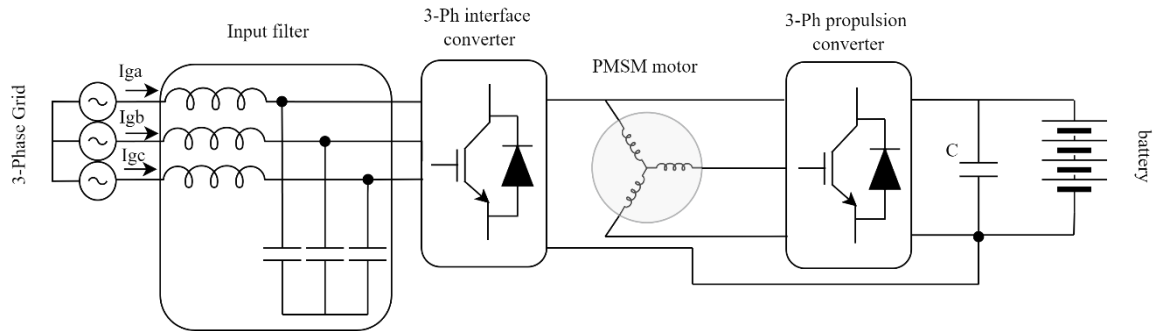 Input filter
3-Ph interface
converter
3-Ph propulsion
converter
PMSM motor
3-Phase Grid
Iga
Igb
Igc
C
battery